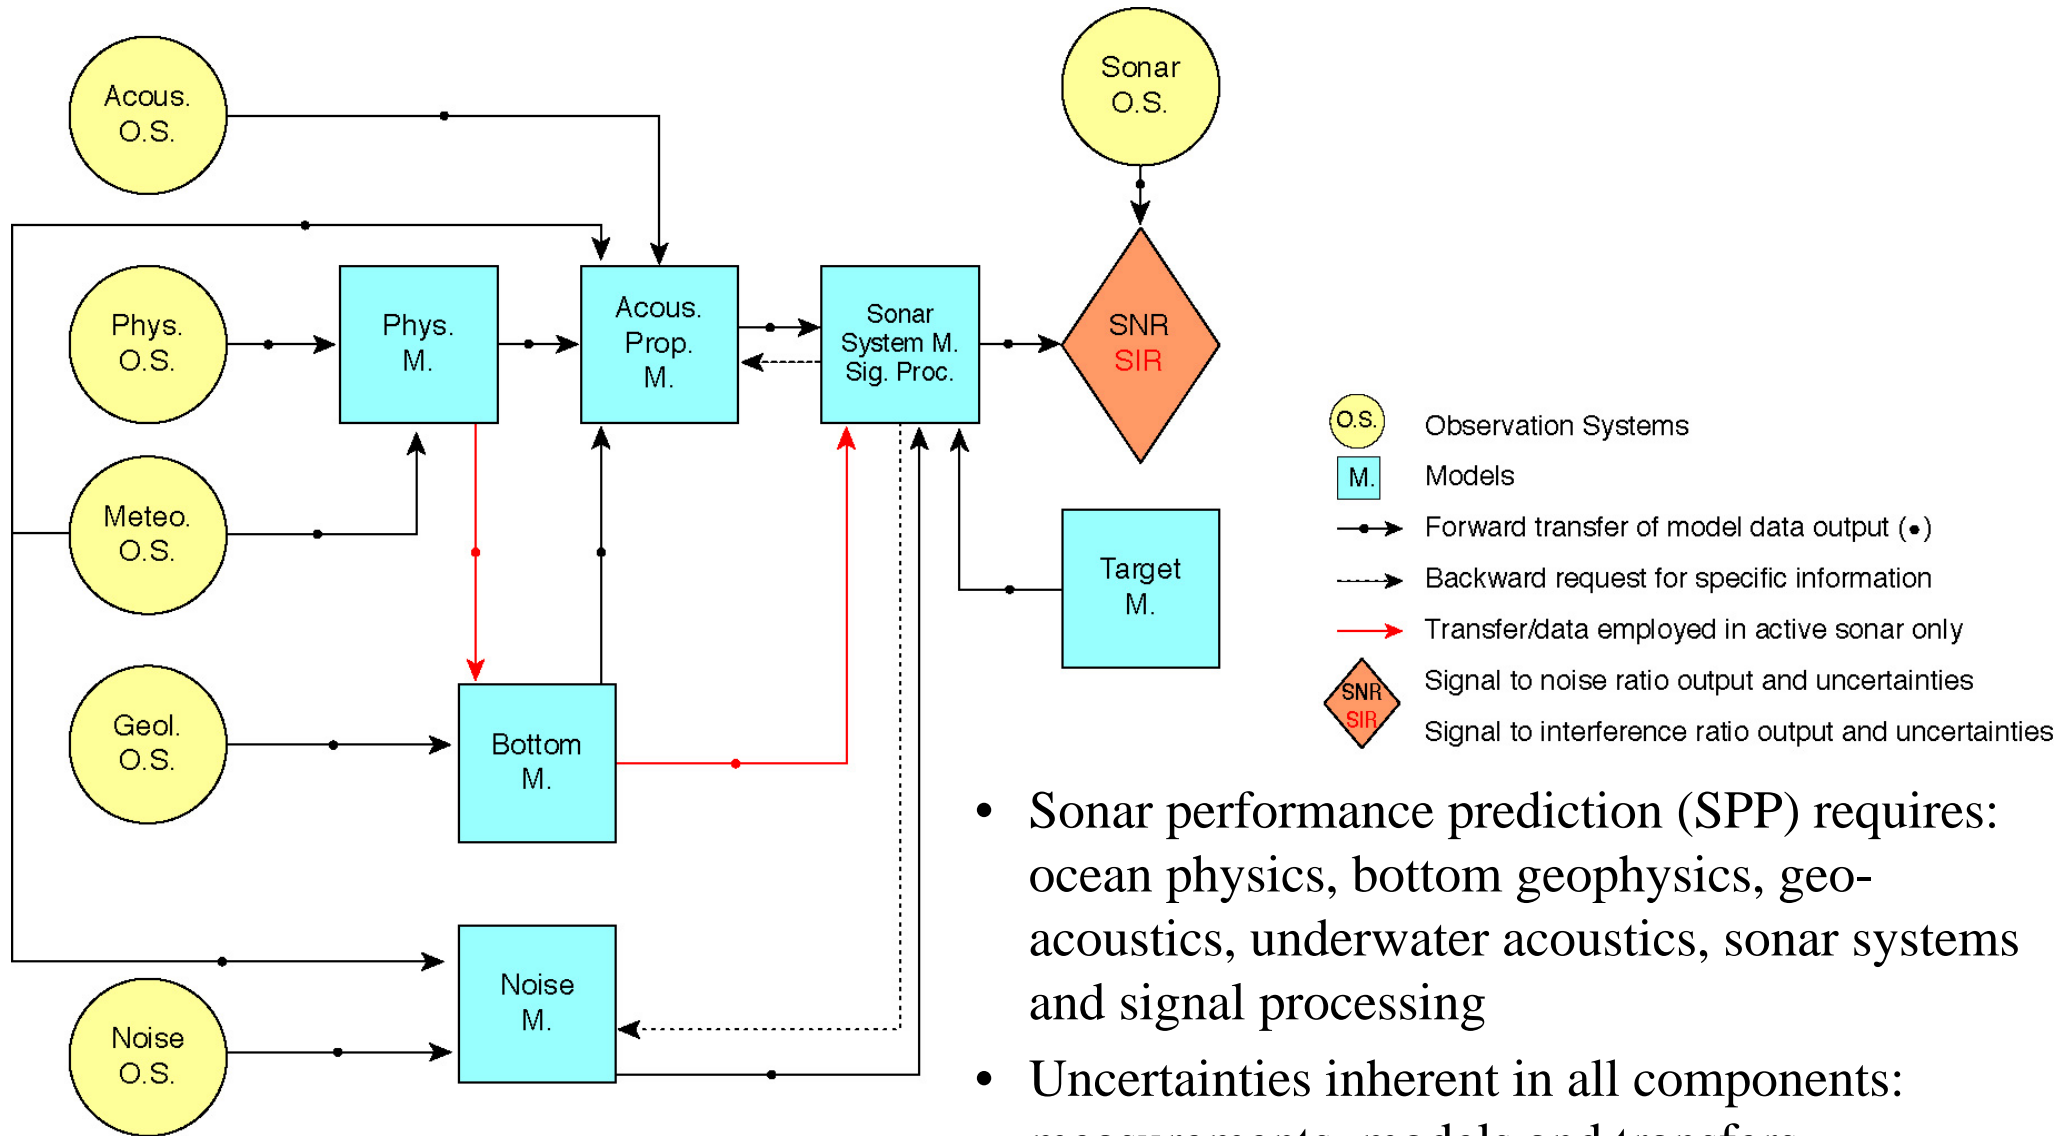 Acous.
O.S.
Sonar
O.S.
Phys.
O.S.
Phys.
M.
Acous.
Prop.
M.
Sonar
System M.
Sig. Proc.
SNR
SIR
Meteo.
O.S.
Target
M.
Geol.
O.S.
Bottom
M.
Noise
M.
Noise
O.S.
O.S. Observation Systems
M. Models
Forward transfer of model data output (•)
Backward request for specific information
Transfer/data employed in active sonar only
SNR Signal to noise ratio output and uncertainties
SIR Signal to interference ratio output and uncertainties
• Sonar performance prediction (SPP) requires:
ocean physics, bottom geophysics, geo-
acoustics, underwater acoustics, sonar systems
and signal processing
• Uncertainties inherent in all components:
measurements, models and transfers